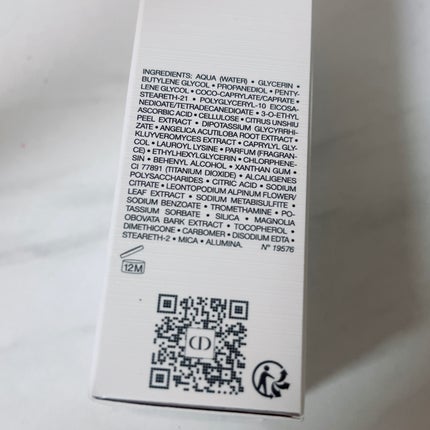 INGREDIENTS: AQUA (WATER) • GLYCERIN •
BUTYLENE GLYCOL • PROPANEDIOL • PENTY-
LENE GLYCOL • COCO-CAPRYLATE/CAPRATE •
STEARETH-21 • POLYGLYCERYL-10 EICOSA-
NEDIOATE/TETRADECANEDIOATE • 3-O-ETHYL
ASCORBIC ACID • CELLULOSE • CITRUS UNSHIU
PEEL EXTRACT • DIPOTASSIUM GLYCYRRHI-
ZATE • ANGELICA ACUTILOBA ROOT EXTRACT •
KLUYVEROMYCES EXTRACT • CAPRYLYL GLY-
COL • LAUROYL LYSINE • PARFUM (FRAGRAN-
CE) • ETHYLHEXYLGLYCERIN • CHLORPHENE-
SIN • BEHENYL ALCOHOL • XANTHAN GUM •
CI 77891 (TITANIUM DIOXIDE) • ALCALIGENES
POLYSACCHARIDES • CITRIC ACID • SODIUM
CITRATE • LEONTOPODIUM ALPINUM FLOWER/
LEAF EXTRACT • SODIUM METABISULFITE •
SODIUM BENZOATE • TROMETHAMINE • PO-
TASSIUM SORBATE • SILICA • MAGNOLIA
OBOVATA BARK EXTRACT • TOCOPHEROL •
DIMETHICONE • CARBOMER • DISODIUM EDTA •
STEARETH-2 • MICA • ALUMINA. N° 19576
12M
CD